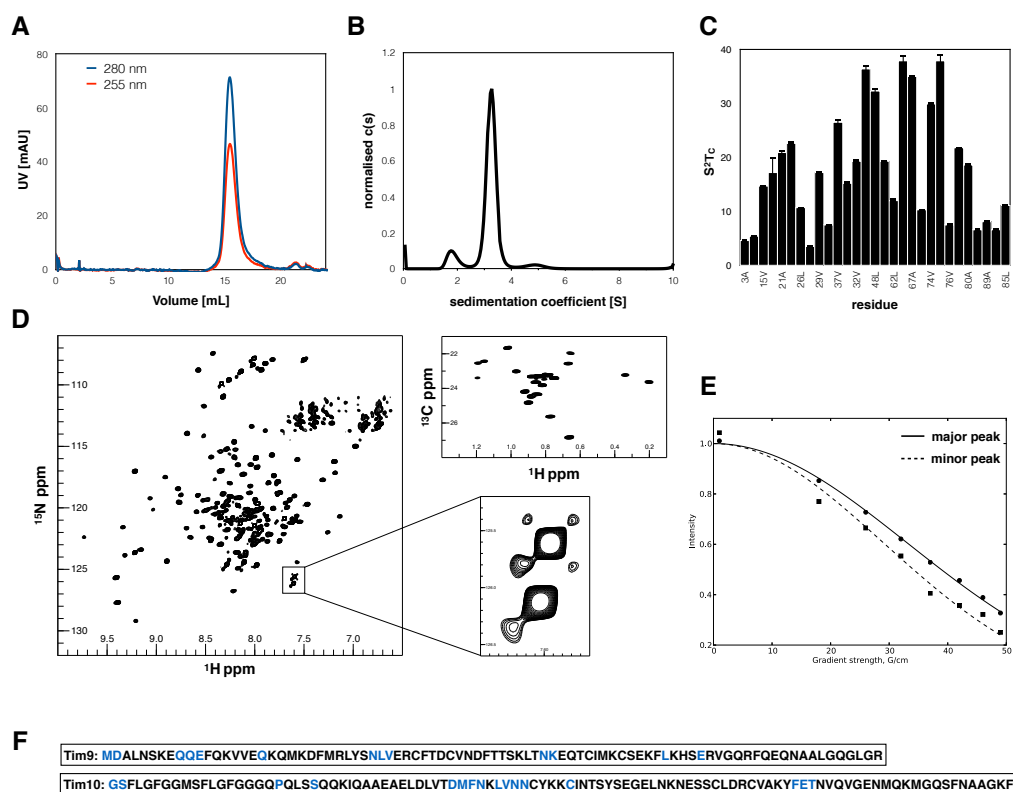 A
80
60
40
20
0
0
5
10
15
20
UV [mAU]
Volume [mL]
280 nm
255 nm
B
1.2
1
0.8
0.6
0.4
0.2
0
0
2
4
6
8
10
normalised c(s)
sedimentation coefficient [S]
C
40
30
20
10
0
S²Tc
3A
15V
21A
26L
29V
37V
32V
48L
62L
67A
74V
76V
80A
89A
85L
residue
D
110
115
120
125
130
¹⁵N ppm
9.5
9.0
8.5
8.0
7.5
7.0
¹H ppm
22
24
26
¹³C ppm
1.2
1.0
0.8
0.6
0.4
0.2
¹H ppm
E
1.0
0.8
0.6
0.4
0.2
Intensity
major peak
minor peak
0
10
20
30
40
50
Gradient strength, G/cm
F
Tim9: MDALNSKEQQEFQKVVEQKQMKDFMRLYSNLVERCFTDCVNDFTTSKLTNKEQTCIMKCSEKFLKHSERVGQRFQEQNAALGQGLGR
Tim10: GSFLGFGGMSFLGFGGGQPQLSSQQKIQAAEAELDLVTDMFNKLVNNCYKKCINTSYSEGELNKNESSCLDRCVAKYFETNVQVGENMQKMGQSFNAAGKF